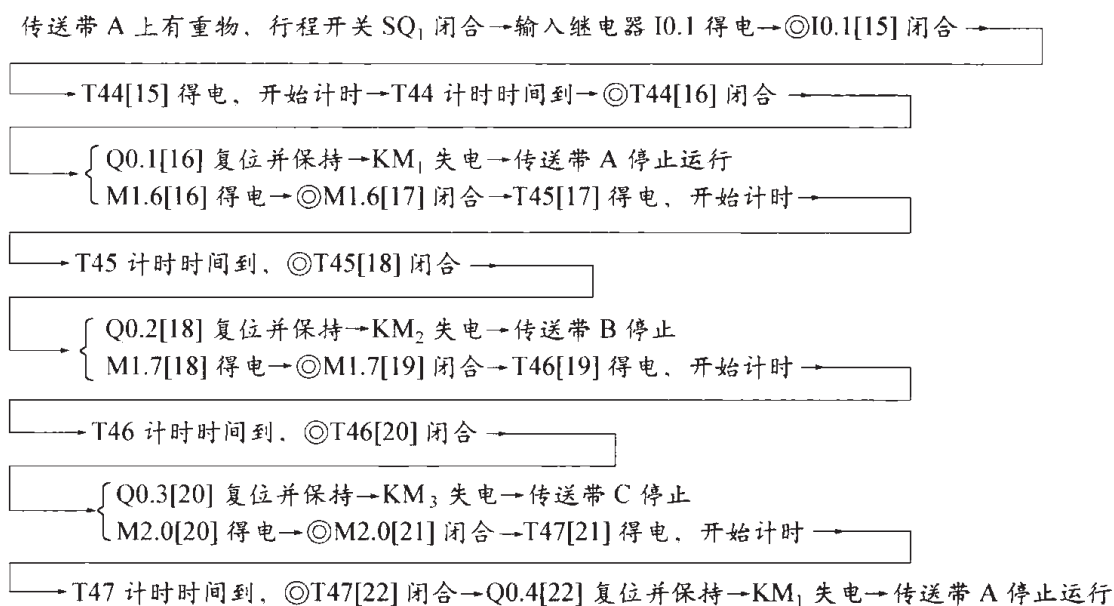 传送带 A 上有重物、行程开关 SQ₁ 闭合→输入继电器 I0.1 得电→◎I0.1[15] 闭合→
→T44[15] 得电、开始计时→T44 计时时间到→◎T44[16] 闭合→
Q0.1[16] 复位并保持→KM₁ 失电→传送带 A 停止运行
M1.6[16] 得电→◎M1.6[17] 闭合→T45[17] 得电、开始计时→
→T45 计时时间到、◎T45[18] 闭合→
Q0.2[18] 复位并保持→KM₂ 失电→传送带 B 停止
M1.7[18] 得电→◎M1.7[19] 闭合→T46[19] 得电、开始计时→
→T46 计时时间到、◎T46[20] 闭合→
Q0.3[20] 复位并保持→KM₃ 失电→传送带 C 停止
M2.0[20] 得电→◎M2.0[21] 闭合→T47[21] 得电、开始计时→
→T47 计时时间到、◎T47[22] 闭合→Q0.4[22] 复位并保持→KM₁ 失电→传送带 A 停止运行